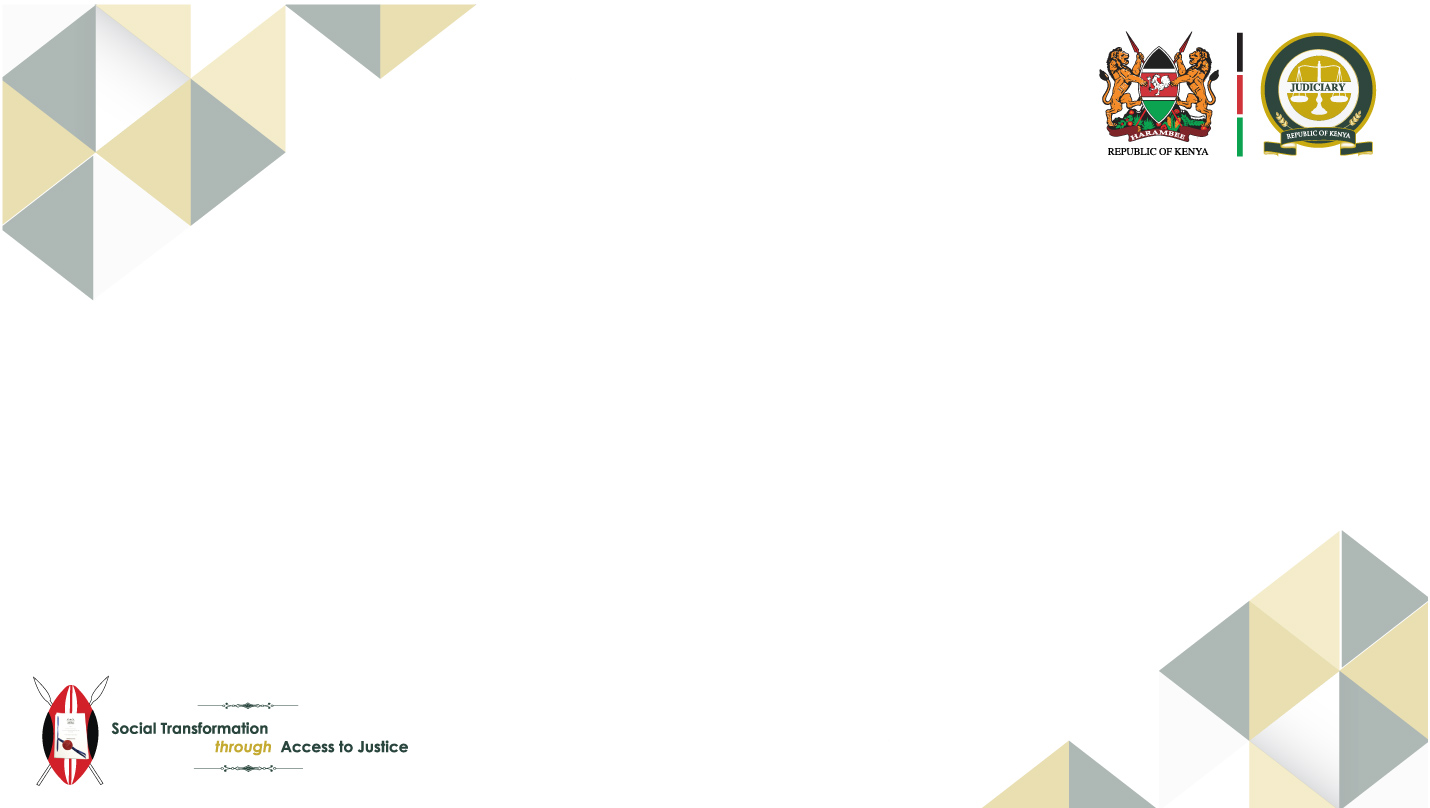 HARAMBEE
REPUBLIC OF KENYA
JUDICIARY
REPUBLIC OF KENYA
Social Transformation
through Access to Justice